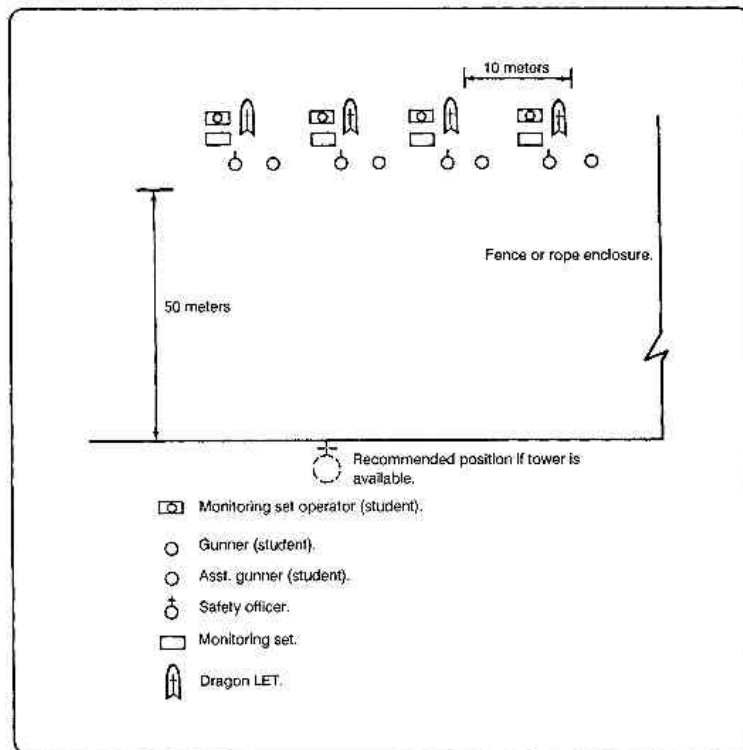 10 meters
Fence or rope enclosure.
50 meters
Recommended position if tower is
available.
Monitoring set operator (student).
Gunner (student).
Asst. gunner (student).
Safety officer.
Monitoring set.
Dragon LET.